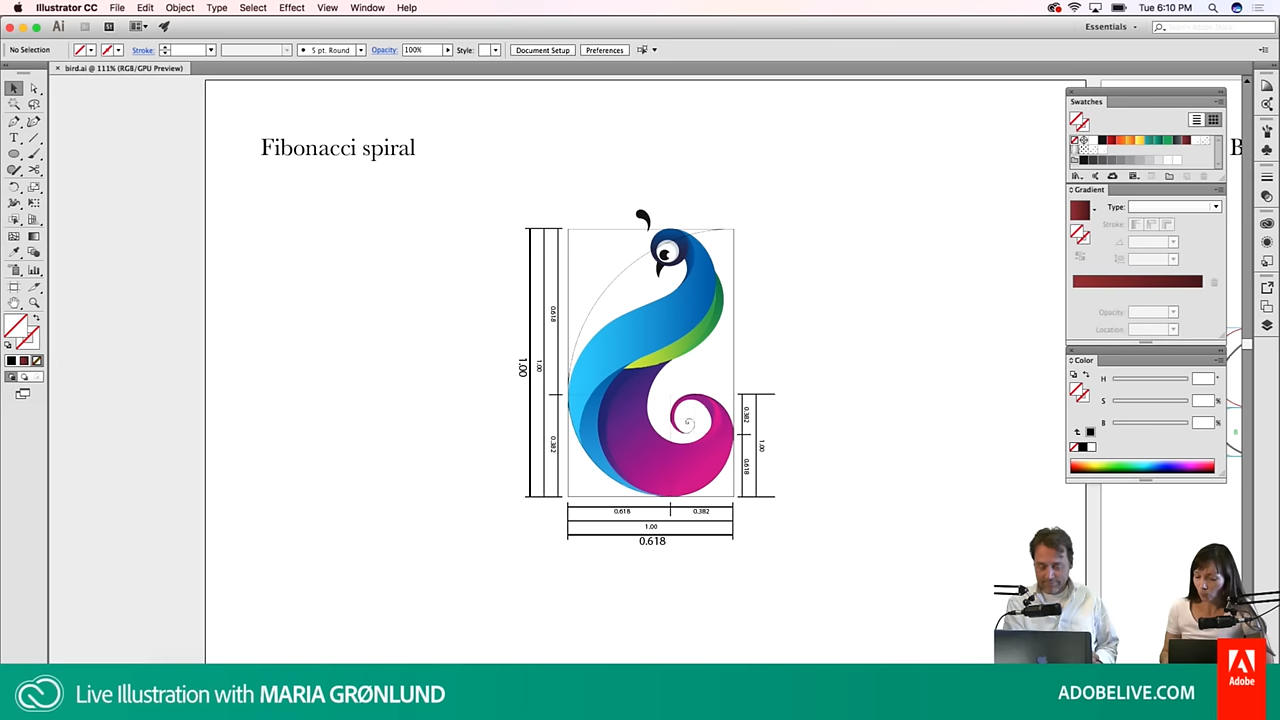 Illustrator CC File Edit Object Type Select Effect View Window Help
Tue 6:10 PM
Ai
Essentials
No Selection
Stroke:
5 pt. Round
Opacity:
100%
Style:
Document Setup
Preferences
bird.ai @ 111% (RGB/GPU Preview)
Fibonacci spiral
B
Swatches
Gradient
Type:
Stroke:
Opacity:
Location:
Color
H
S
%
B
%
1.00
1.00
0.618
0.382
0.382
0.618
1.00
0.618
0.382
1.00
0.618
Live Illustration with MARIA GRØNLUND
ADOBELIVE.COM
Adobe